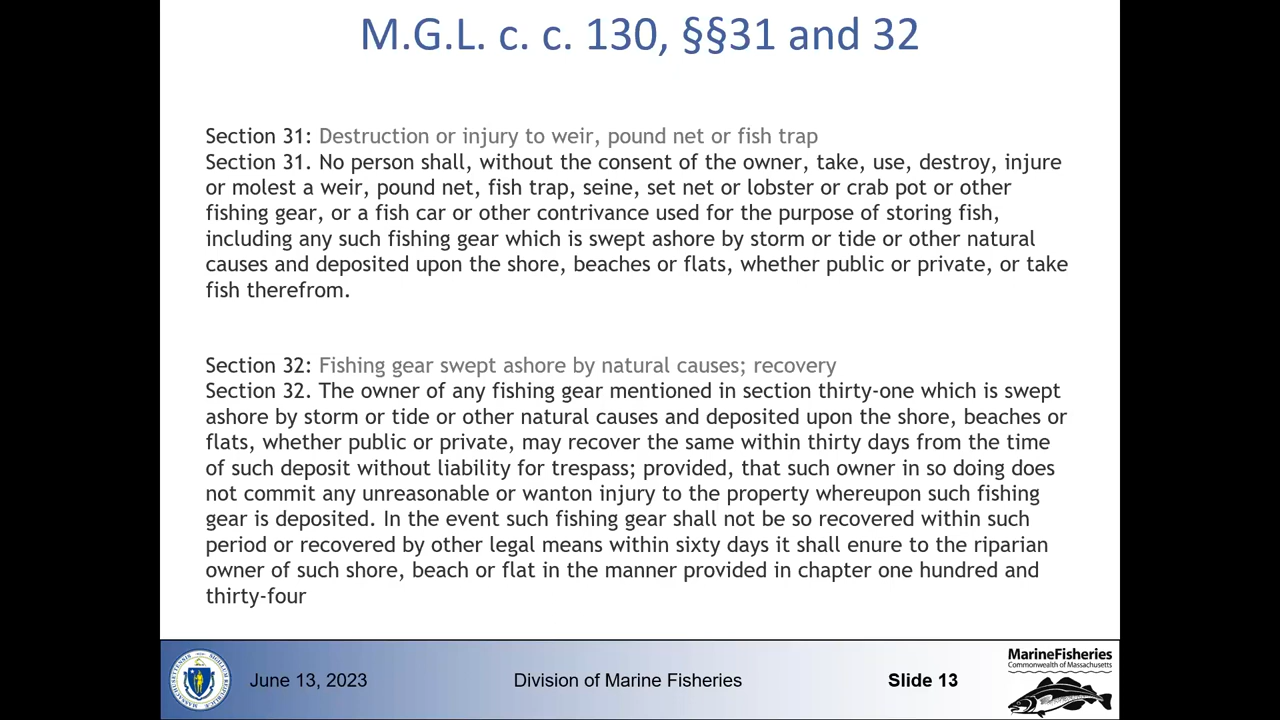 M.G.L. c. c. 130, §§31 and 32
Section 31: Destruction or injury to weir, pound net or fish trap
Section 31. No person shall, without the consent of the owner, take, use, destroy, injure
or molest a weir, pound net, fish trap, seine, set net or lobster or crab pot or other
fishing gear, or a fish car or other contrivance used for the purpose of storing fish,
including any such fishing gear which is swept ashore by storm or tide or other natural
causes and deposited upon the shore, beaches or flats, whether public or private, or take
fish therefrom.
Section 32: Fishing gear swept ashore by natural causes; recovery
Section 32. The owner of any fishing gear mentioned in section thirty-one which is swept
ashore by storm or tide or other natural causes and deposited upon the shore, beaches or
flats, whether public or private, may recover the same within thirty days from the time
of such deposit without liability for trespass; provided, that such owner in so doing does
not commit any unreasonable or wanton injury to the property whereupon such fishing
gear is deposited. In the event such fishing gear shall not be so recovered within such
period or recovered by other legal means within sixty days it shall enure to the riparian
owner of such shore, beach or flat in the manner provided in chapter one hundred and
thirty-four
June 13, 2023
Division of Marine Fisheries
Slide 13
MarineFisheries
Commonwealth of Massachusetts